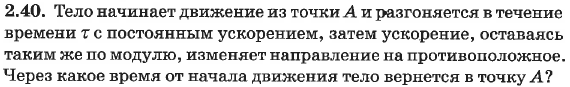 2.40. Тело начинает движение из точки A и разгоняется в течение
времени τ с постоянным ускорением, затем ускорение, оставаясь
таким же по модулю, изменяет направление на противоположное.
Через какое время от начала движения тело вернется в точку A?